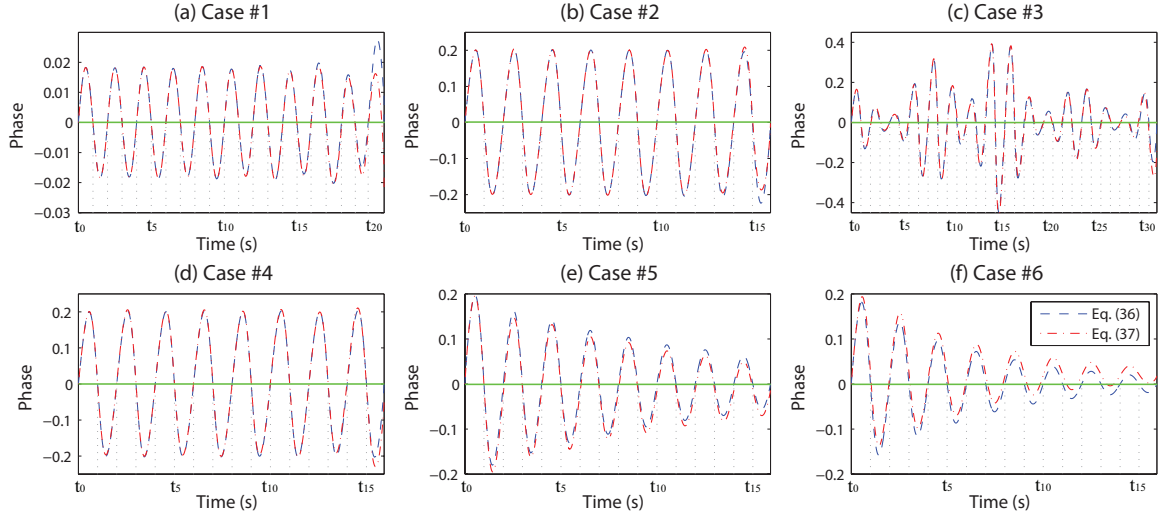 (a) Case #1
Phase
0.02
0.01
0
−0.01
−0.02
−0.03
t0 t5 t10 t15 t20
Time (s)
(b) Case #2
Phase
0.2
0.1
0
−0.1
−0.2
t0 t5 t10 t15
Time (s)
(c) Case #3
Phase
0.4
0.2
0
−0.2
−0.4
t0 t5 t10 t15 t20 t25 t30
Time (s)
(d) Case #4
Phase
0.2
0.1
0
−0.1
−0.2
t0 t5 t10 t15
Time (s)
(e) Case #5
Phase
0.2
0.1
0
−0.1
−0.2
t0 t5 t10 t15
Time (s)
(f) Case #6
Phase
0.2
0.1
0
−0.1
−0.2
t0 t5 t10 t15
Time (s)
Eq. (36)
Eq. (37)